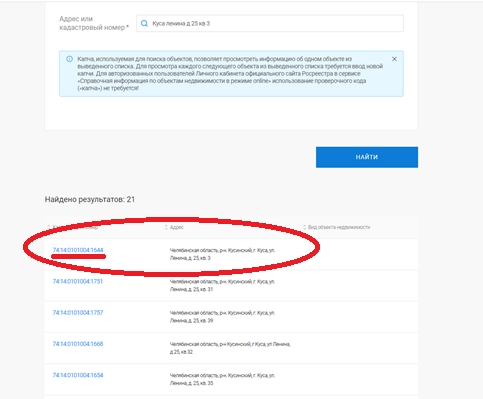 Адрес или
кадастровый номер *
Куса ленина д 25 кв 3
Капча, используемая для поиска объектов, позволяет просмотреть информацию об одном объекте из
выведенного списка. Для просмотра каждого следующего объекта из выведенного списка требуется ввод новой
капчи. Для авторизованных пользователей Личного кабинета официального сайта Росреестра в сервисе
«Справочная информация по объектам недвижимости в режиме online» использование проверочного кода
(«капча») не требуется!
НАЙТИ
Найдено результатов: 21
Адрес
Вид объекта недвижимости
74:14:0101004:1644
Челябинская область, р-н. Кусинский, г. Куса, ул.
Ленина, д. 25, кв. 3
74:14:0101004:1751
Челябинская область, р-н. Кусинский, г. Куса, ул.
Ленина, д. 25, кв. 31
74:14:0101004:1757
Челябинская область, р-н. Кусинский, г. Куса, ул.
Ленина, д. 25, кв. 39
74:14:0101004:1668
Челябинская область, р-н Кусинский, г Куса, ул Ленина,
д 25, кв 32
74:14:0101004:1654
Челябинская область, р-н. Кусинский, г. Куса, ул.
Ленина, д. 25, кв. 35